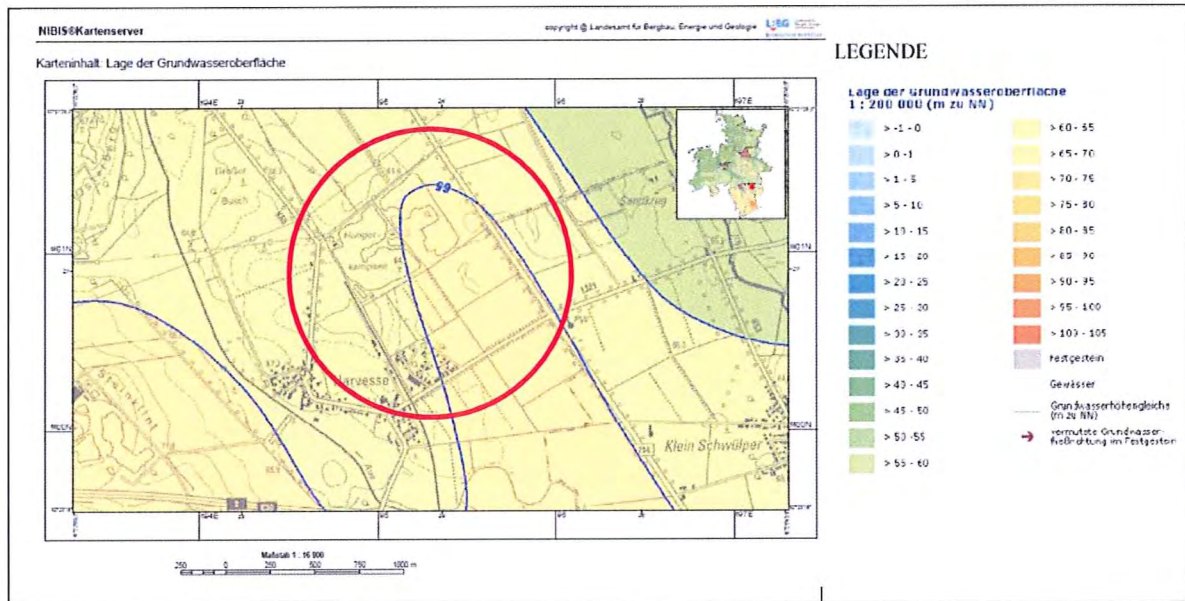 NIBIS®Kartenserver
copyright @ Landesamt für Bergbau, Energie und Geologie
LBEG
Karteninhalt: Lage der Grundwasseroberfläche
LEGENDE
Lage der Grundwasseroberfläche
1 : 200 000 (m zu NN)
> -1 - 0
> 0 - 1
> 1 - 5
> 5 - 10
> 10 - 15
> 15 - 20
> 20 - 25
> 25 - 30
> 30 - 35
> 35 - 40
> 40 - 45
> 45 - 50
> 50 - 55
> 55 - 60
> 60 - 65
> 65 - 70
> 70 - 75
> 75 - 80
> 80 - 85
> 85 - 90
> 90 - 95
> 95 - 100
> 100 - 105
Festgestein
Gewässer
Grundwasserhöhengleiche
(m zu NN)
vermutete Grundwasser-
fließrichtung im Festgestein
Großer
Busch
65
Sandkrug
Hunger-
kamp
L321
Harvesse
Klein Schwülper
Maßstab 1 : 16 000
250 0 250 500 750 1000 m